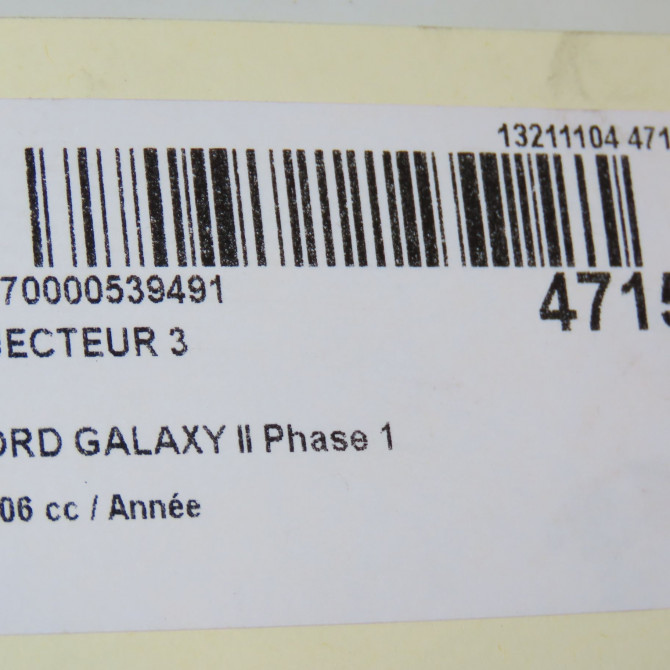 13211104 471
70000539491
4715
ECTEUR 3
ORD GALAXY II Phase 1
06 cc / Année